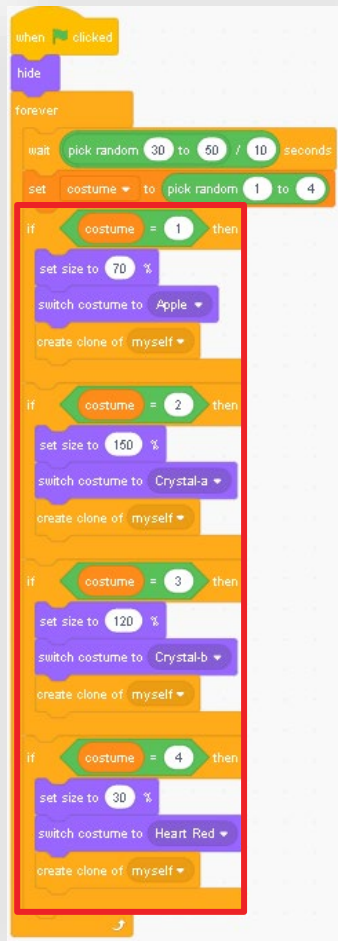 when clicked
hide
forever
wait pick random 30 to 50 / 10 seconds
set costume to pick random 1 to 4
if costume = 1 then
set size to 70 %
switch costume to Apple
create clone of myself
if costume = 2 then
set size to 150 %
switch costume to Crystal-a
create clone of myself
if costume = 3 then
set size to 120 %
switch costume to Crystal-b
create clone of myself
if costume = 4 then
set size to 30 %
switch costume to Heart Red
create clone of myself